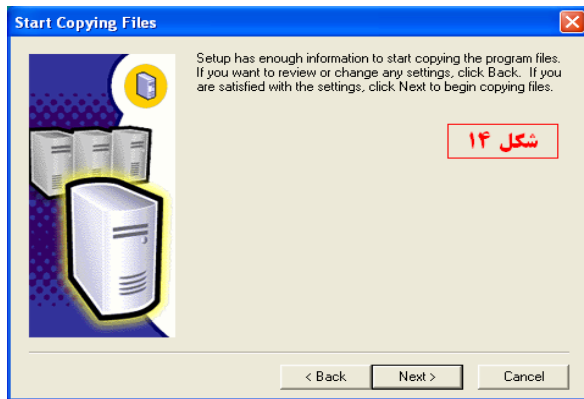 Start Copying Files
Setup has enough information to start copying the program files.
If you want to review or change any settings, click Back. If you
are satisfied with the settings, click Next to begin copying files.
شکل ۱۴
< Back
Next >
Cancel